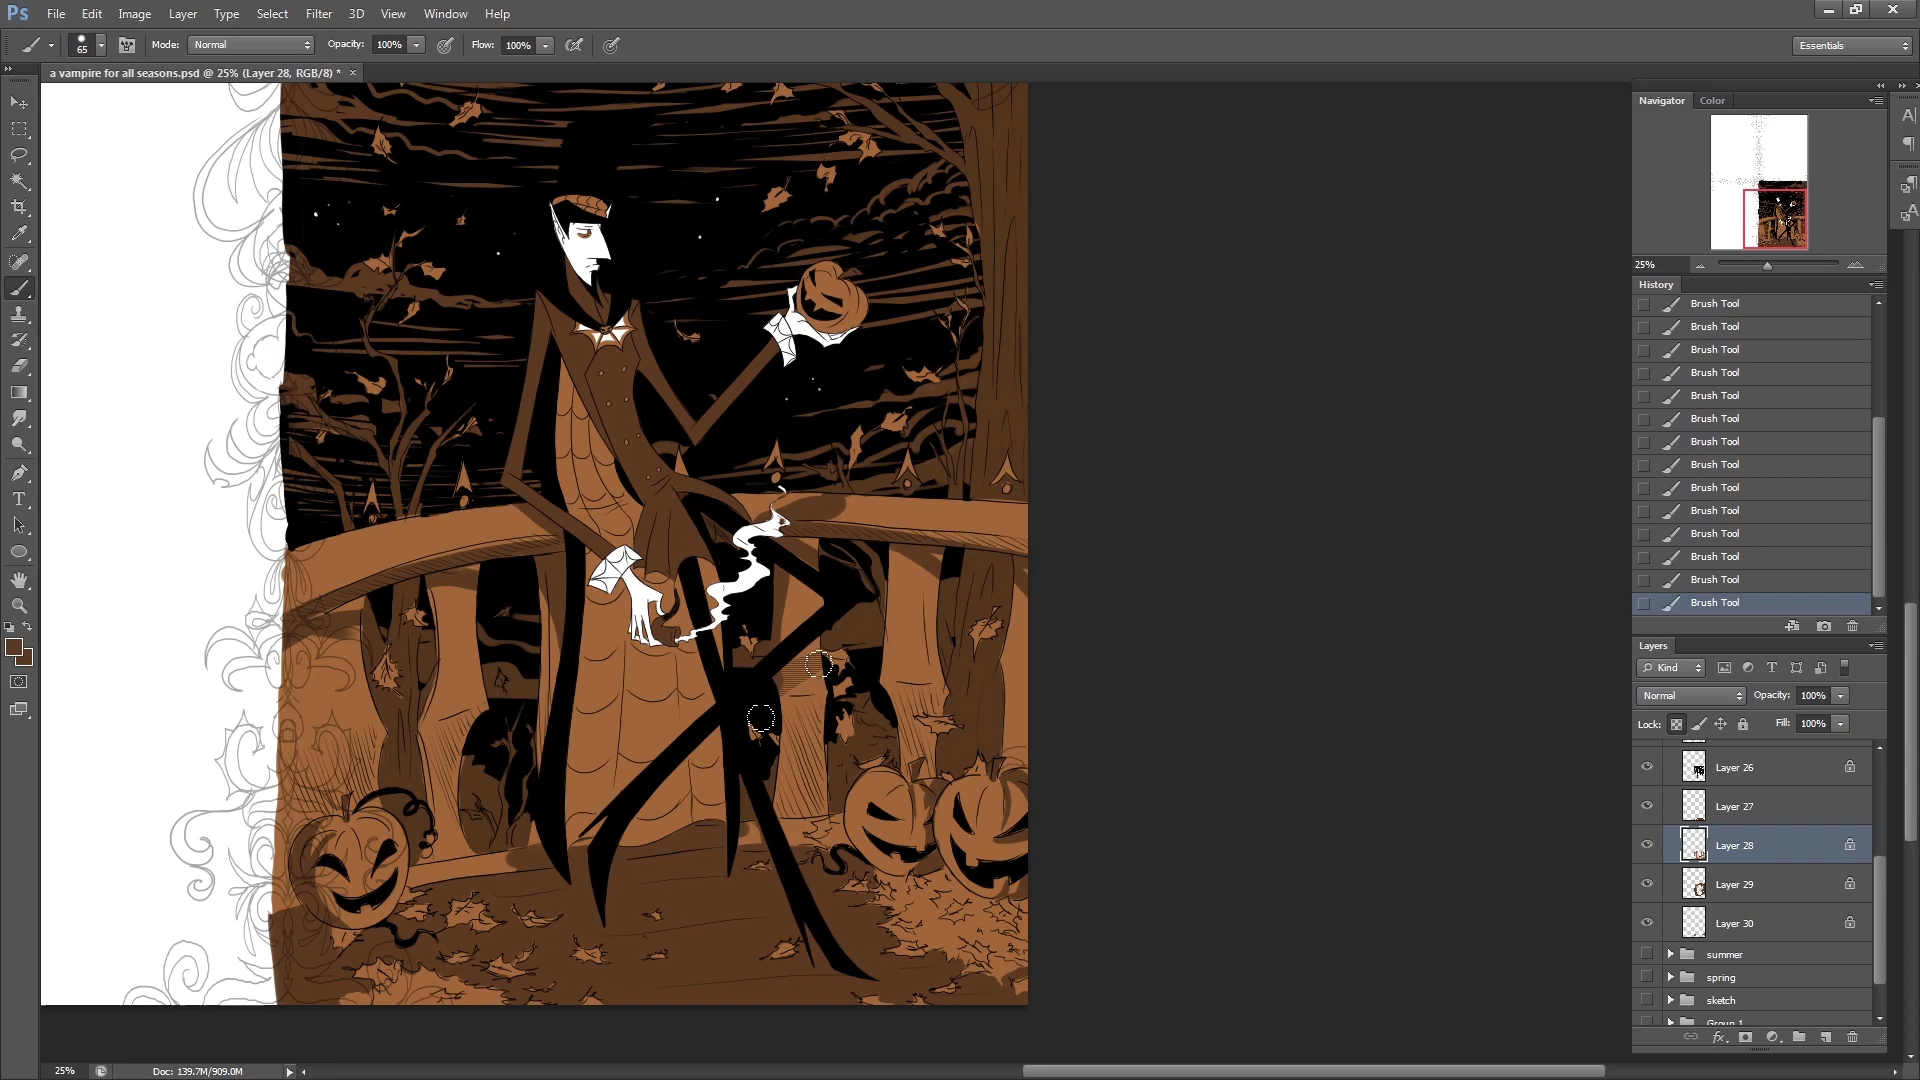 Ps File Edit Image Layer Type Select Filter 3D View Window Help
65 Mode: Normal Opacity: 100% Flow: 100% Essentials
a vampire for all seasons.psd @ 25% (Layer 28, RGB/8) * ×
Navigator Color
25%
History
Brush Tool
Brush Tool
Brush Tool
Brush Tool
Brush Tool
Brush Tool
Brush Tool
Brush Tool
Brush Tool
Brush Tool
Brush Tool
Brush Tool
Brush Tool
Brush Tool
Layers
Kind
Normal Opacity: 100%
Lock: Fill: 100%
Layer 26
Layer 27
Layer 28
Layer 29
Layer 30
summer
spring
sketch
Group 1
25% Doc: 139.7M/909.0M